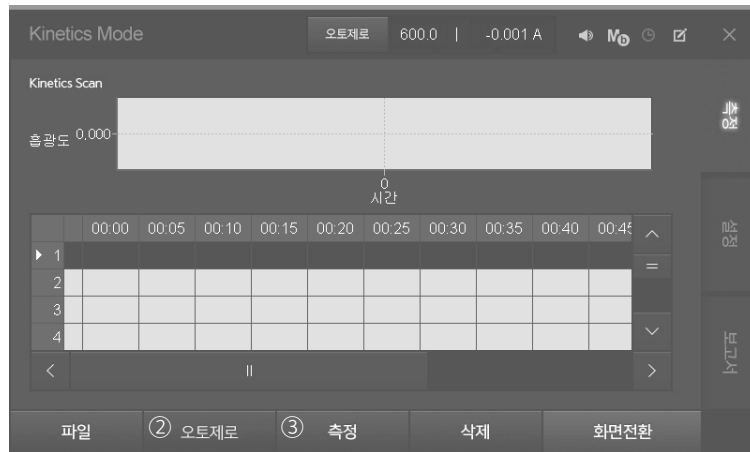 Kinetics Mode 오토제로 600.0 | -0.001 A Mb
Kinetics Scan
측정
흡광도 0,000
0
시간
00:00 00:05 00:10 00:15 00:20 00:25 00:30 00:35 00:40 00:45
설정
1
2
3
4
보고서
파일 ② 오토제로 ③ 측정 삭제 화면전환